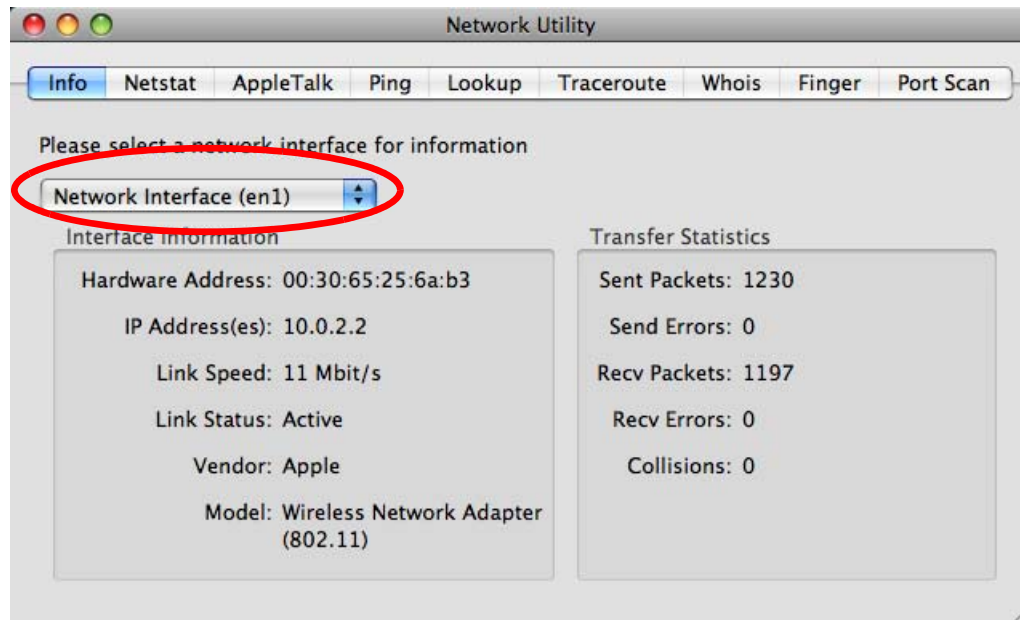 Network Utility
Info Netstat AppleTalk Ping Lookup Traceroute Whois Finger Port Scan
Please select a network interface for information
Network Interface (en1)
Interface Information
Hardware Address: 00:30:65:25:6a:b3
IP Address(es): 10.0.2.2
Link Speed: 11 Mbit/s
Link Status: Active
Vendor: Apple
Model: Wireless Network Adapter
(802.11)
Transfer Statistics
Sent Packets: 1230
Send Errors: 0
Recv Packets: 1197
Recv Errors: 0
Collisions: 0